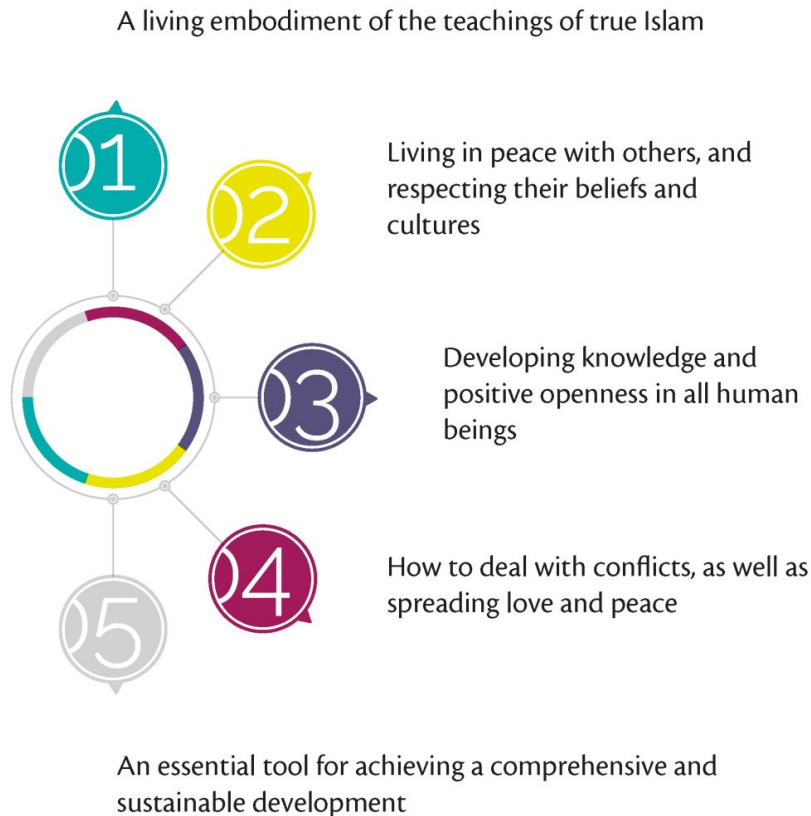 A living embodiment of the teachings of true Islam
01
02
Living in peace with others, and
respecting their beliefs and
cultures
03
Developing knowledge and
positive openness in all human
beings
04
How to deal with conflicts, as well as
spreading love and peace
05
An essential tool for achieving a comprehensive and
sustainable development